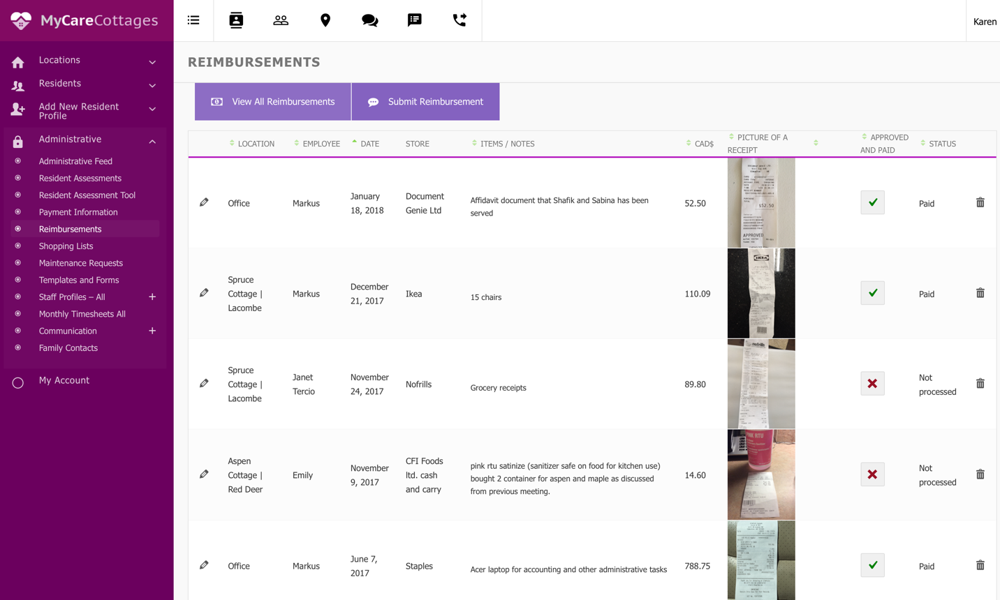 MyCareCottages
Karen
Locations
Residents
Add New Resident
Profile
Administrative
Administrative Feed
Resident Assessments
Resident Assessment Tool
Payment Information
Reimbursements
Shopping Lists
Maintenance Requests
Templates and Forms
Staff Profiles – All
Monthly Timesheets All
Communication
Family Contacts
My Account
REIMBURSEMENTS
View All Reimbursements
Submit Reimbursement
LOCATION
EMPLOYEE
DATE
STORE
ITEMS / NOTES
CAD$
PICTURE OF A
RECEIPT
APPROVED
AND PAID
STATUS
Office
Markus
January
18, 2018
Document
Genie Ltd
Affidavit document that Shafik and Sabina has been
served
52.50
$52.50
APPROVED
Paid
Spruce
Cottage |
Lacombe
Markus
December
21, 2017
Ikea
15 chairs
110.09
IKEA
Paid
Spruce
Cottage |
Lacombe
Janet
Tercio
November
24, 2017
Nofrills
Grocery receipts
89.80
nofrills
Not
processed
Aspen
Cottage |
Red Deer
Emily
November
9, 2017
CFI Foods
ltd. cash
and carry
pink rtu satinize (sanitizer safe on food for kitchen use)
bought 2 container for aspen and maple as discussed
from previous meeting.
14.60
PINK RTU
Not
processed
Office
Markus
June 7,
2017
Staples
Acer laptop for accounting and other administrative tasks
788.75
Paid